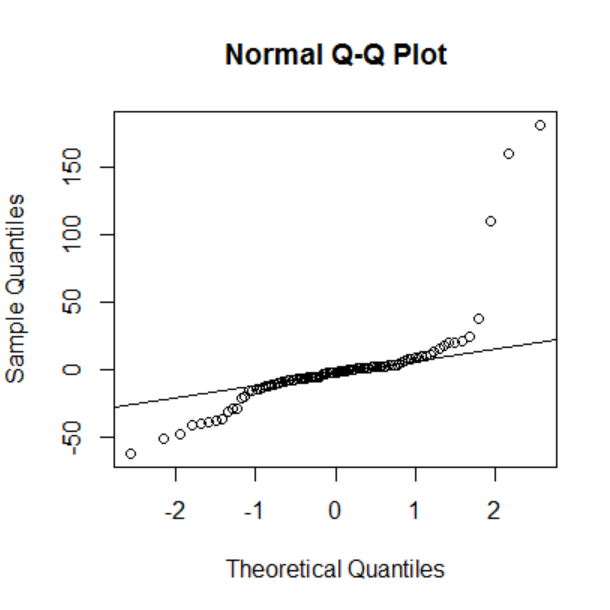 Normal Q-Q Plot
Sample Quantiles
150
100
50
0
-50
-2 -1 0 1 2
Theoretical Quantiles